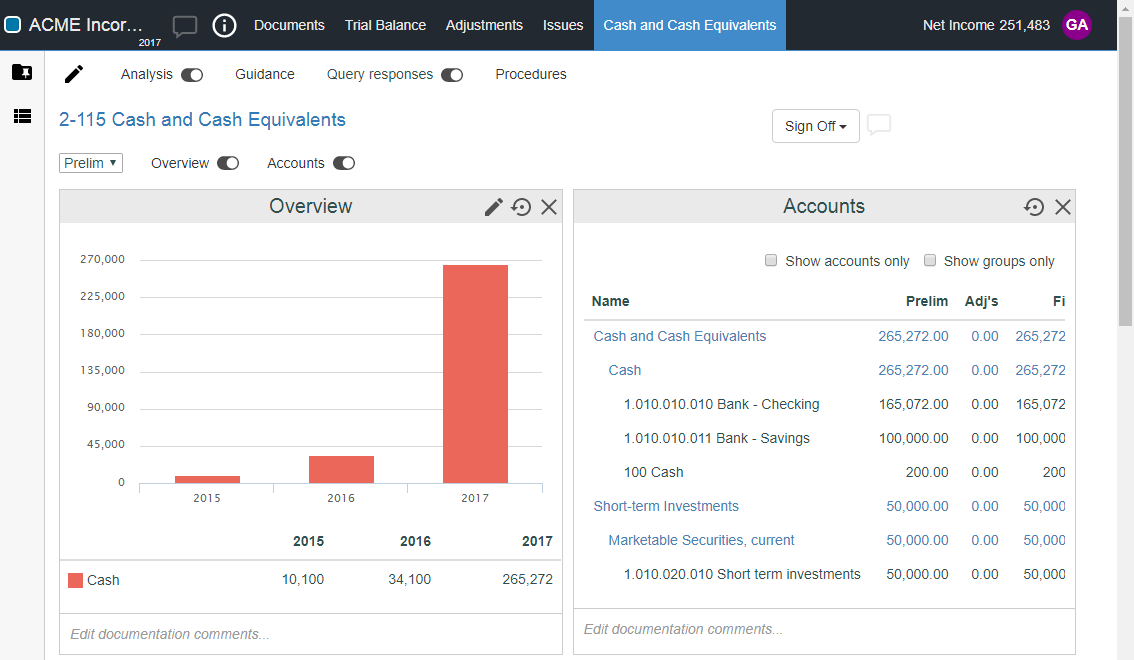 ACME Incor... Documents Trial Balance Adjustments Issues Cash and Cash Equivalents Net Income 251,483 GA
2017
Analysis Guidance Query responses Procedures
2-115 Cash and Cash Equivalents
Sign Off
Prelim Overview Accounts
Overview
270,000
225,000
180,000
135,000
90,000
45,000
0
2015 2016 2017
2015 2016 2017
Cash 10,100 34,100 265,272
Edit documentation comments...
Accounts
Show accounts only Show groups only
Name Prelim Adj's Fi
Cash and Cash Equivalents 265,272.00 0.00 265,272
Cash 265,272.00 0.00 265,272
1.010.010.010 Bank - Checking 165,072.00 0.00 165,072
1.010.010.011 Bank - Savings 100,000.00 0.00 100,000
100 Cash 200.00 0.00 200
Short-term Investments 50,000.00 0.00 50,000
Marketable Securities, current 50,000.00 0.00 50,000
1.010.020.010 Short term investments 50,000.00 0.00 50,000
Edit documentation comments...